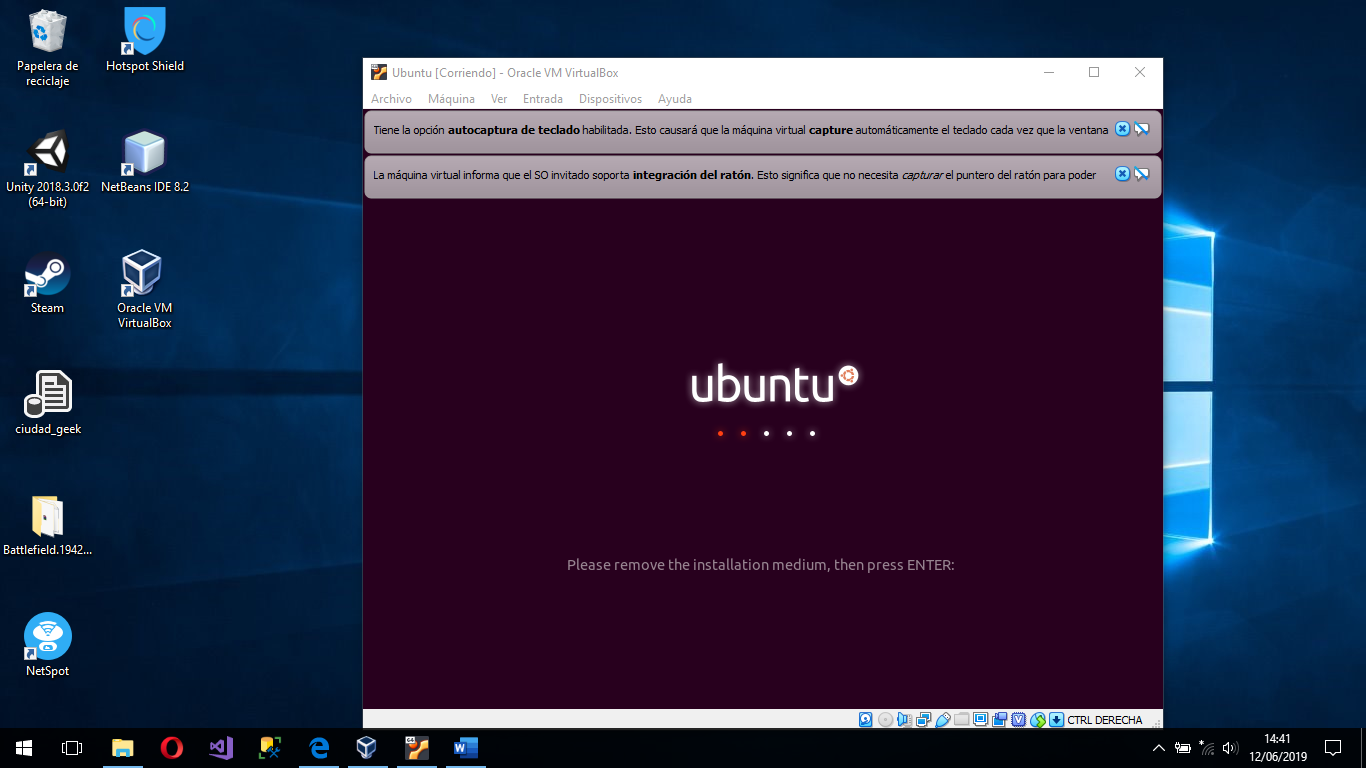 Papelera de
reciclaje
Hotspot Shield
Unity 2018.3.0f2
(64-bit)
NetBeans IDE 8.2
Steam
Oracle VM
VirtualBox
ciudad_geek
Battlefield.1942...
NetSpot
Ubuntu [Corriendo] - Oracle VM VirtualBox
Archivo Máquina Ver Entrada Dispositivos Ayuda
Tiene la opción autocaptura de teclado habilitada. Esto causará que la máquina virtual capture automáticamente el teclado cada vez que la ventana
La máquina virtual informa que el SO invitado soporta integración del ratón. Esto significa que no necesita capturar el puntero del ratón para poder
ubuntu
Please remove the installation medium, then press ENTER:
CTRL DERECHA
14:41
12/06/2019